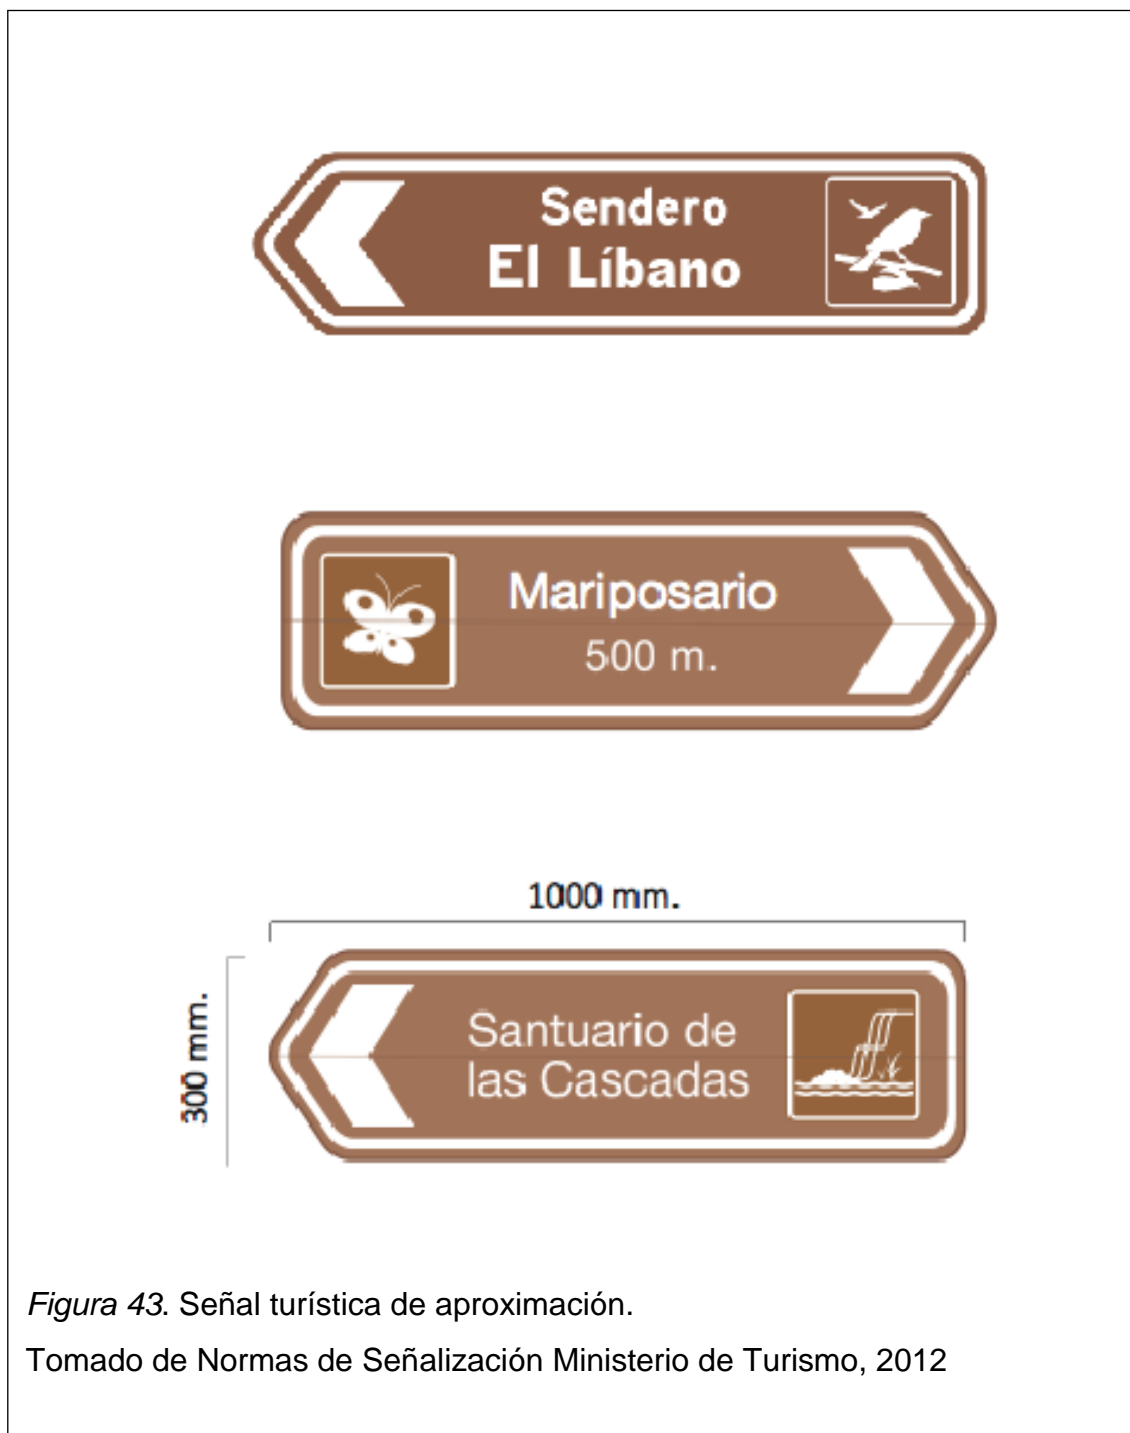 Sendero
El Líbano
Mariposario
500 m.
1000 mm.
300 mm.
Santuario de
las Cascadas
Figura 43. Señal turística de aproximación.
Tomado de Normas de Señalización Ministerio de Turismo, 2012